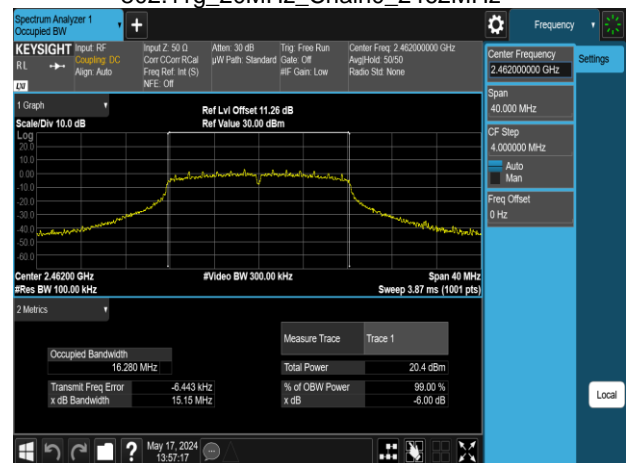 802.11g_20MHz_Chain0_2462MHz
Spectrum Analyzer 1
Occupied BW
Frequency
KEYSIGHT
RL
LXI
Input: RF
Coupling: DC
Align: Auto
Input Z: 50 Ω
Corr CCorr RCal
Freq Ref: Int (S)
NFE: Off
Atten: 30 dB
µW Path: Standard
Trig: Free Run
Gate: Off
#IF Gain: Low
Center Freq: 2.462000000 GHz
Avg|Hold: 50/50
Radio Std: None
Center Frequency
2.462000000 GHz
Settings
Span
40.000 MHz
CF Step
4.000000 MHz
Auto
Man
Freq Offset
0 Hz
Local
1 Graph
Scale/Div 10.0 dB
Ref Lvl Offset 11.26 dB
Ref Value 30.00 dBm
Log
20.0
10.0
0.00
-10.0
-20.0
-30.0
-40.0
-50.0
-60.0
Center 2.46200 GHz
#Video BW 300.00 kHz
Span 40 MHz
#Res BW 100.00 kHz
Sweep 3.87 ms (1001 pts)
2 Metrics
Measure Trace
Trace 1
Occupied Bandwidth
16.280 MHz
Total Power
20.4 dBm
Transmit Freq Error
-6.443 kHz
% of OBW Power
99.00 %
x dB Bandwidth
15.15 MHz
x dB
-6.00 dB
May 17, 2024
13:57:17